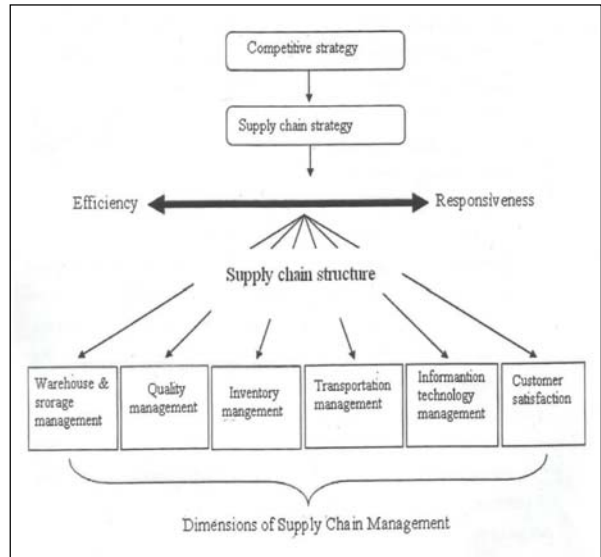 Competitive strategy
Supply chain strategy
Efficiency
Responsiveness
Supply chain structure
Warehouse &
srorage
management
Quality
management
Inventory
mangement
Transportation
management
Informantion
technology
management
Customer
satisfaction
Dimensions of Supply Chain Management